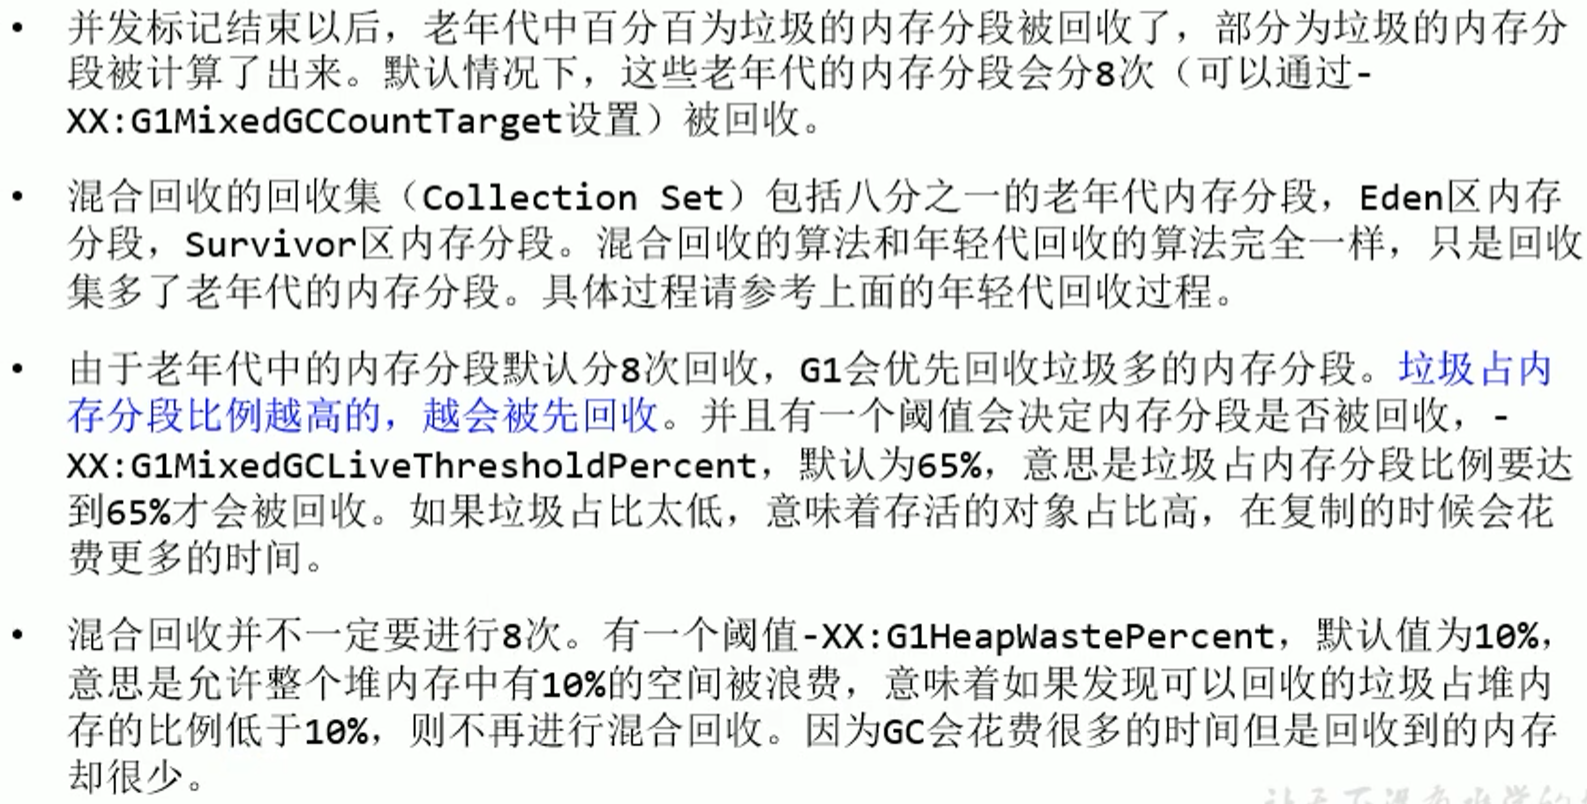 • 并发标记结束以后，老年代中百分百为垃圾的内存分段被回收了，部分为垃圾的内存分
段被计算了出来。默认情况下，这些老年代的内存分段会分8次（可以通过-
XX:G1MixedGCCountTarget设置）被回收。
• 混合回收的回收集（Collection Set）包括八分之一的老年代内存分段，Eden区内存
分段，Survivor区内存分段。混合回收的算法和年轻代回收的算法完全一样，只是回收
集多了老年代的内存分段。具体过程请参考上面的年轻代回收过程。
• 由于老年代中的内存分段默认分8次回收，G1会优先回收垃圾多的内存分段。垃圾占内
存分段比例越高的，越会被先回收。并且有一个阈值会决定内存分段是否被回收，-
XX:G1MixedGCLiveThresholdPercent，默认为65%，意思是垃圾占内存分段比例要达
到65%才会被回收。如果垃圾占比太低，意味着存活的对象占比高，在复制的时候会花
费更多的时间。
• 混合回收并不一定要进行8次。有一个阈值-XX:G1HeapWastePercent，默认值为10%，
意思是允许整个堆内存中有10%的空间被浪费，意味着如果发现可以回收的垃圾占堆内
存的比例低于10%，则不再进行混合回收。因为GC会花费很多的时间但是回收到的内存
却很少。